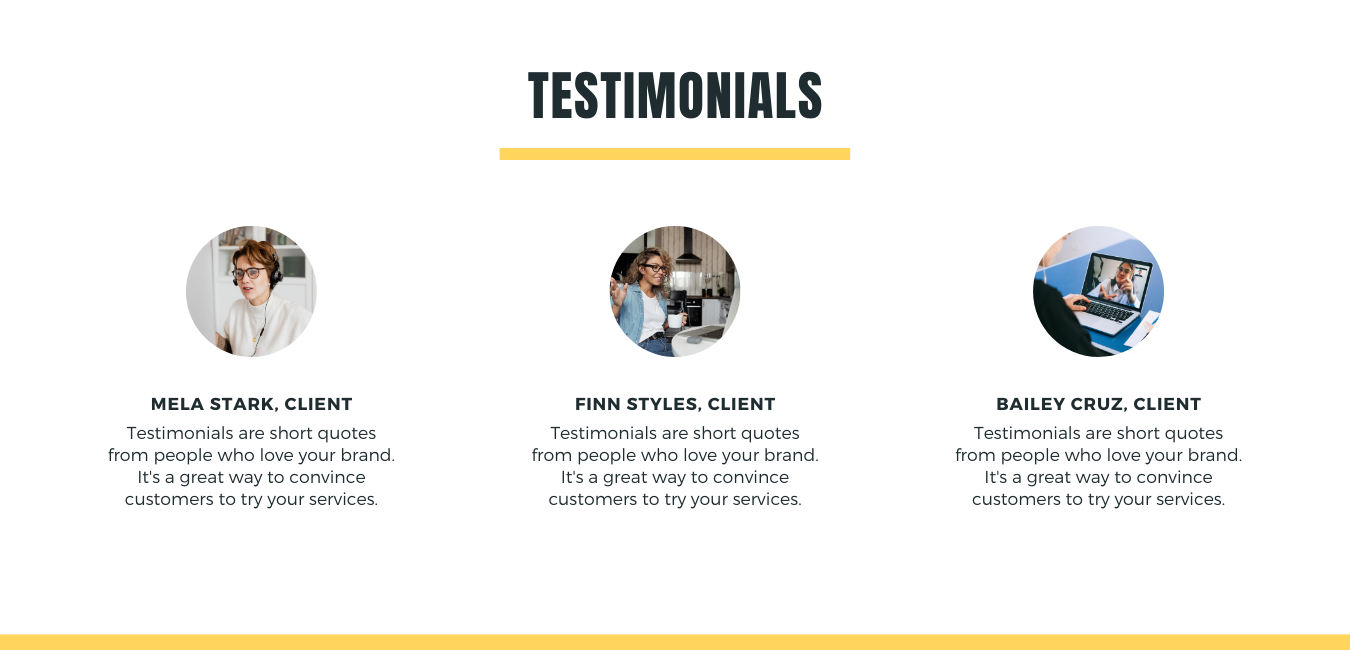 TESTIMONIALS
MELA STARK, CLIENT
Testimonials are short quotes
from people who love your brand.
It's a great way to convince
customers to try your services.
FINN STYLES, CLIENT
Testimonials are short quotes
from people who love your brand.
It's a great way to convince
customers to try your services.
BAILEY CRUZ, CLIENT
Testimonials are short quotes
from people who love your brand.
It's a great way to convince
customers to try your services.